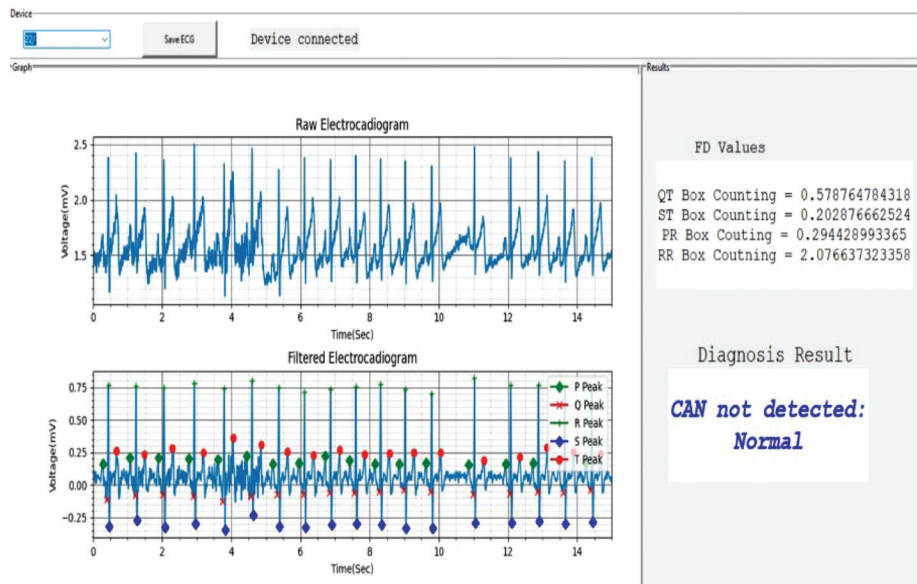 Device
Save ECG
Device connected
Graph
Results
Raw Electrocadiogram
2.5
2.0
1.5
Voltage(mV)
0 2 4 6 8 10 12 14
Time(Sec)
Filtered Electrocadiogram
0.75
0.50
0.25
0.00
−0.25
Voltage(mV)
P Peak
Q Peak
R Peak
S Peak
T Peak
0 2 4 6 8 10 12 14
Time(Sec)
FD Values
QT Box Counting = 0.578764784318
ST Box Counting = 0.202876662524
PR Box Couting = 0.294428993365
RR Box Coutning = 2.076637323358
Diagnosis Result
CAN not detected:
Normal